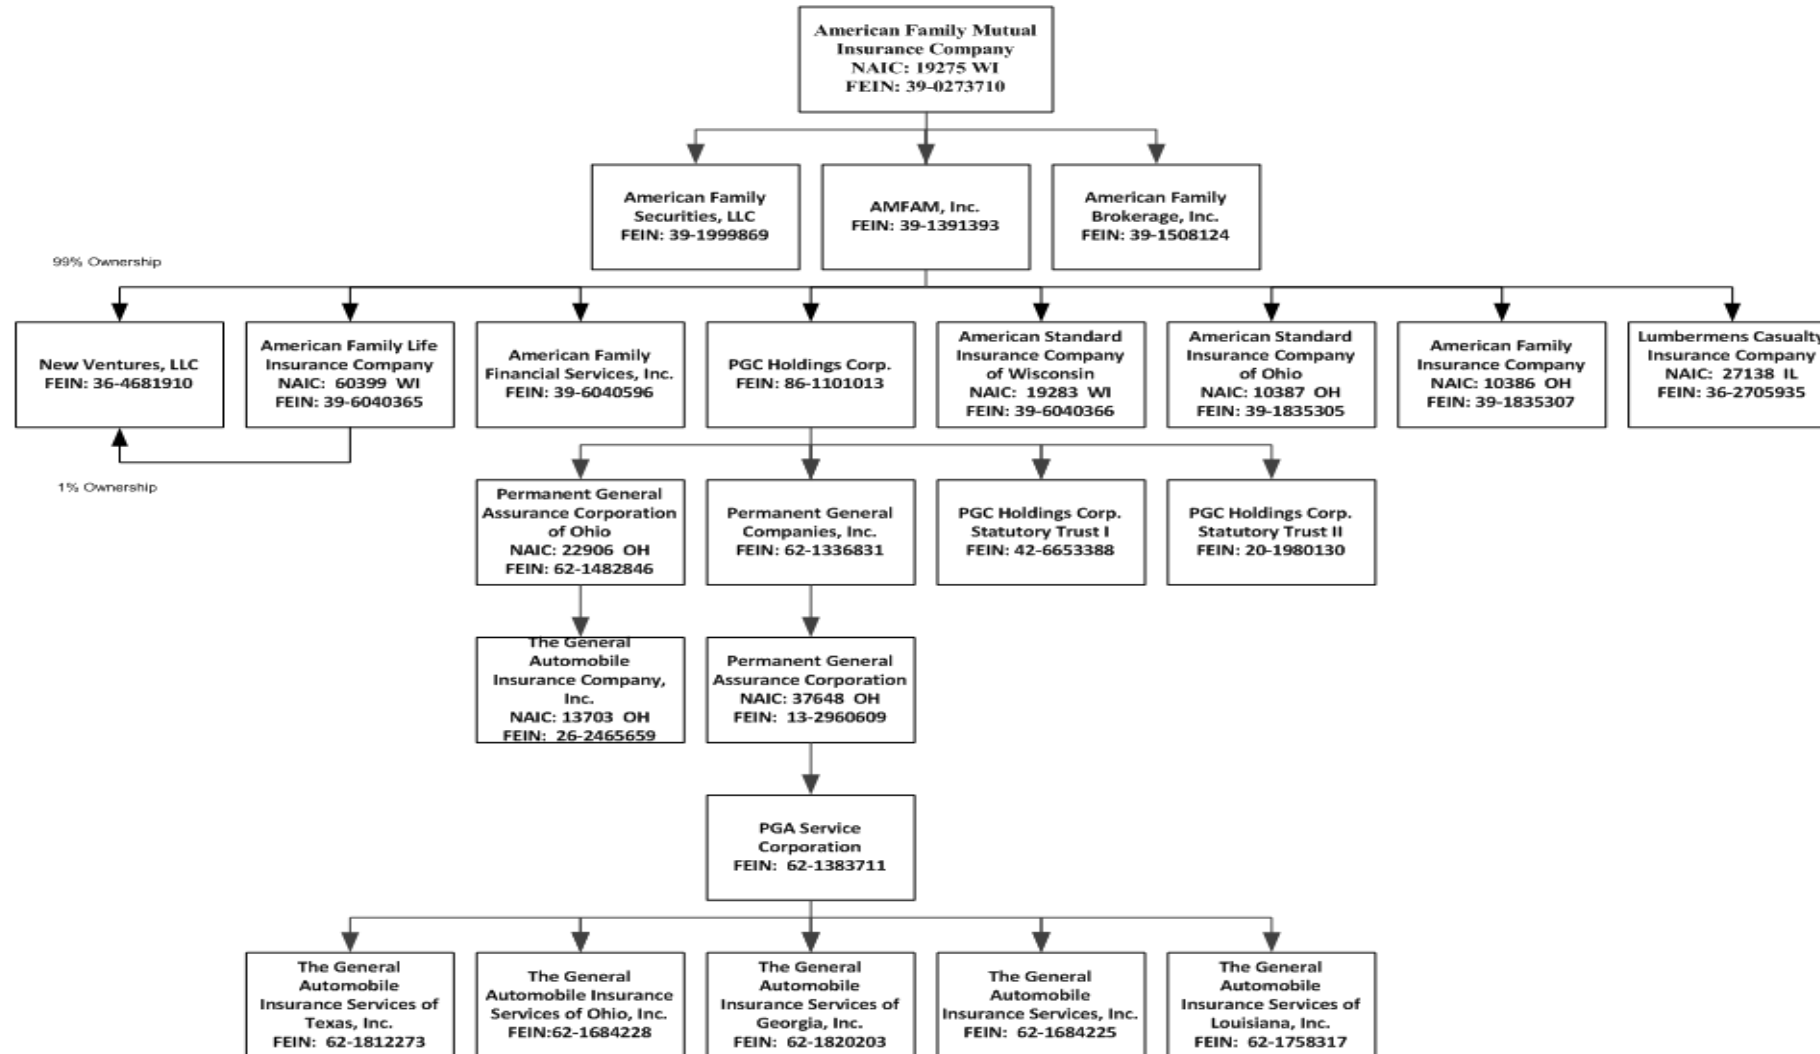 American Family Mutual
Insurance Company
NAIC: 19275 WI
FEIN: 39-0273710
American Family
Securities, LLC
FEIN: 39-1999869
AMFAM, Inc.
FEIN: 39-1391393
American Family
Brokerage, Inc.
FEIN: 39-1508124
99% Ownership
New Ventures, LLC
FEIN: 36-4681910
American Family Life
Insurance Company
NAIC: 60399 WI
FEIN: 39-6040365
American Family
Financial Services, Inc.
FEIN: 39-6040596
PGC Holdings Corp.
FEIN: 86-1101013
American Standard
Insurance Company
of Wisconsin
NAIC: 19283 WI
FEIN: 39-6040366
American Standard
Insurance Company
of Ohio
NAIC: 10387 OH
FEIN: 39-1835305
American Family
Insurance Company
NAIC: 10386 OH
FEIN: 39-1835307
Lumbermens Casualty
Insurance Company
NAIC: 27138 IL
FEIN: 36-2705935
1% Ownership
Permanent General
Assurance Corporation
of Ohio
NAIC: 22906 OH
FEIN: 62-1482846
Permanent General
Companies, Inc.
FEIN: 62-1336831
PGC Holdings Corp.
Statutory Trust I
FEIN: 42-6653388
PGC Holdings Corp.
Statutory Trust II
FEIN: 20-1980130
The General
Automobile
Insurance Company,
Inc.
NAIC: 13703 OH
FEIN: 26-2465659
Permanent General
Assurance Corporation
NAIC: 37648 OH
FEIN: 13-2960609
PGA Service
Corporation
FEIN: 62-1383711
The General
Automobile
Insurance Services of
Texas, Inc.
FEIN: 62-1812273
The General
Automobile Insurance
Services of Ohio, Inc.
FEIN:62-1684228
The General
Automobile
Insurance Services of
Georgia, Inc.
FEIN: 62-1820203
The General
Automobile
Insurance Services, Inc.
FEIN: 62-1684225
The General
Automobile
Insurance Services of
Louisiana, Inc.
FEIN: 62-1758317